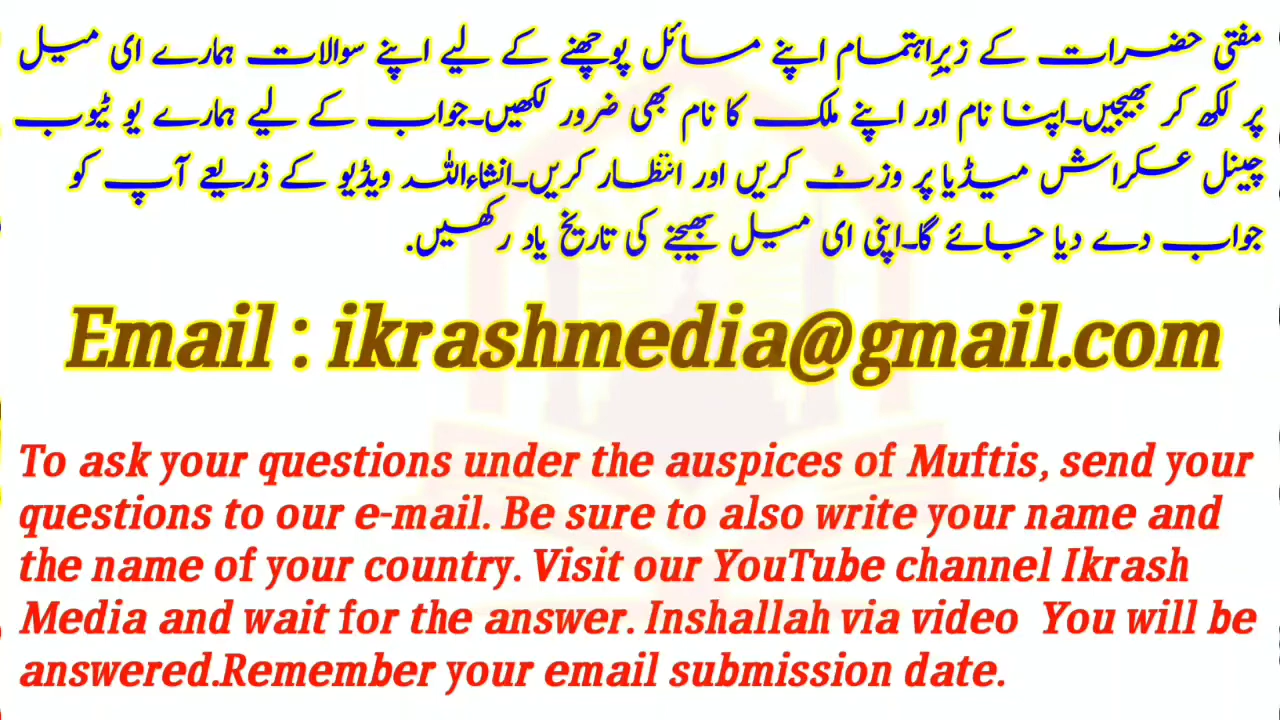 مفتی حضرات کے زیرِاہتمام اپنے مسائل پوچھنے کے لیے اپنے سوالات ہمارے ای میل
پر لکھ کر بھیجیں۔اپنا نام اور اپنے ملک کا نام بھی ضرور لکھیں۔جواب کے لیے ہمارے یو ٹیوب
چینل عکراش میڈیا پر وزٹ کریں اور انتظار کریں۔انشاءاللہ ویڈیو کے ذریعے آپ کو
جواب دے دیا جائے گا۔اپنی ای میل بھیجنے کی تاریخ یاد رکھیں.
Email : ikrashmedia@gmail.com
To ask your questions under the auspices of Muftis, send your
questions to our e-mail. Be sure to also write your name and
the name of your country. Visit our YouTube channel Ikrash
Media and wait for the answer. Inshallah via video  You will be
answered.Remember your email submission date.